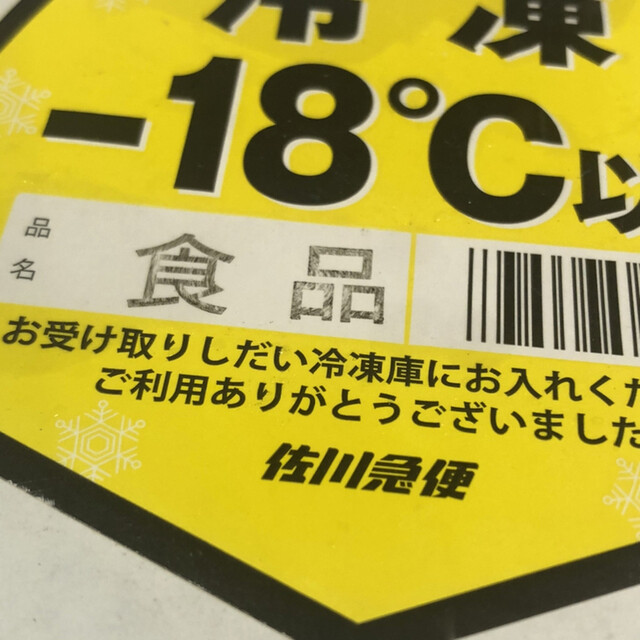 冷凍
-18℃以
品名 食品
お受け取りしだい冷凍庫にお入れくだ
ご利用ありがとうございました
佐川急便